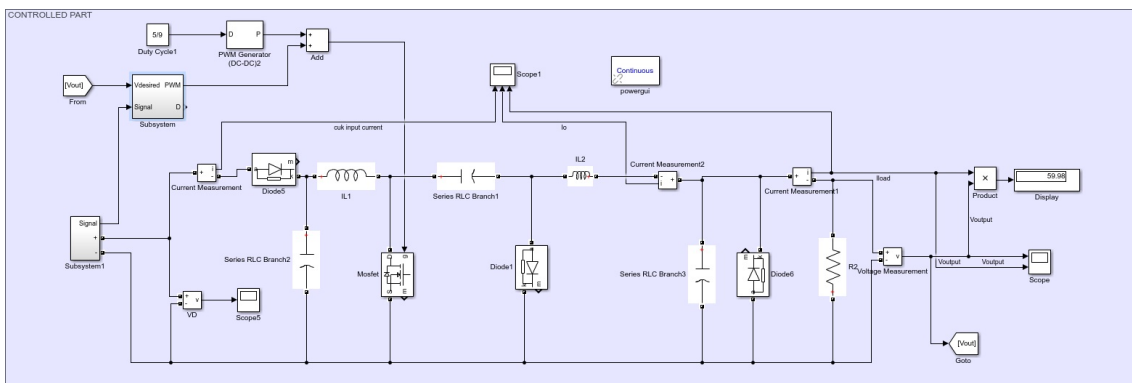 CONTROLLED PART
5/9
Duty Cycle1
D P
PWM Generator
(DC-DC)2
+
+
Add
[Vout]
From
Vdesired PWM
Signal D
Subsystem
Scope1
Continuous
powergui
cuk input current
Io
+ i
-
Current Measurement
a k m
Diode5
+
IL1
+
Series RLC Branch1
IL2
Current Measurement2
-
i +
+ i
-
Current Measurement1
Iload
×
Product
59.98
Display
Voutput
Signal
+
-
Subsystem1
+
Series RLC Branch2
D g
S m
Mosfet
a
k m
Diode1
+
Series RLC Branch3
m k
a
Diode6
+
R2
+ v
-
Voltage Measurement
Voutput
Voutput
Scope
+ v
-
VD
Scope5
[Vout]
Goto